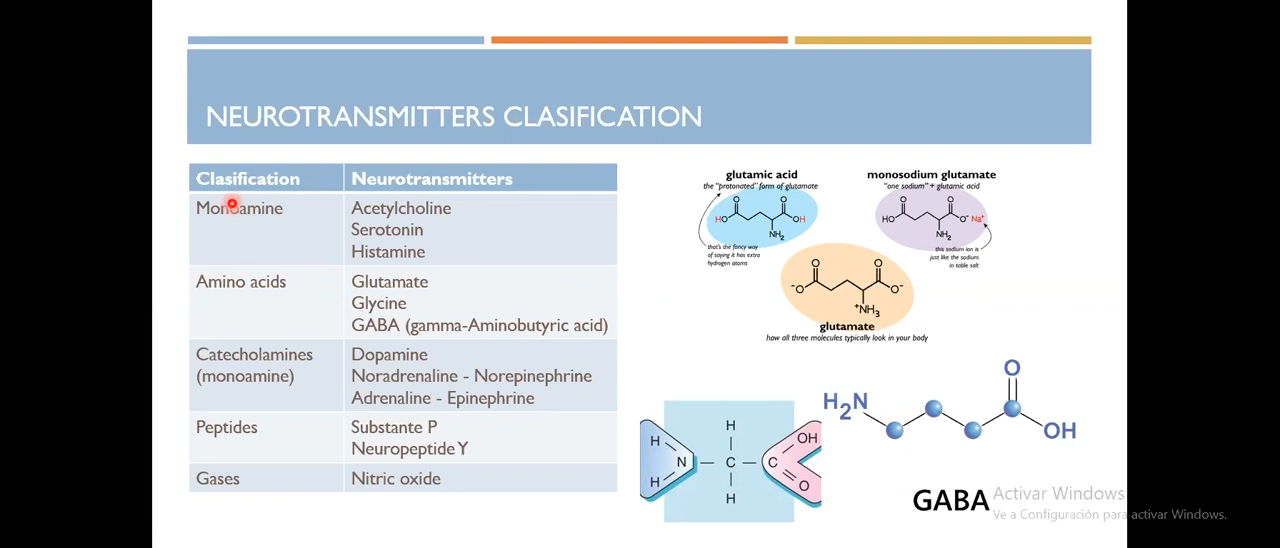 NEUROTRANSMITTERS CLASIFICATION
Clasification
Neurotransmitters
Monoamine
Acetylcholine
Serotonin
Histamine
Amino acids
Glutamate
Glycine
GABA (gamma-Aminobutyric acid)
Catecholamines
(monoamine)
Dopamine
Noradrenaline - Norepinephrine
Adrenaline - Epinephrine
Peptides
Substante P
Neuropeptide Y
Gases
Nitric oxide
glutamic acid
the "protonated" form of glutamate
O
O
HO
OH
NH₂
that's the fancy way
of saying it has extra
hydrogen atoms
monosodium glutamate
"one sodium" + glutamic acid
O
O
HO
O⁻ Na⁺
NH₂
this sodium ion is
just like the sodium
in table salt
O
O
⁻O
O⁻
⁺NH₃
glutamate
how all three molecules typically look in your body
H
H
OH
N
C
C
H
H
O
O
H₂N
OH
GABA
Activar Windows
Ve a Configuración para activar Windows.